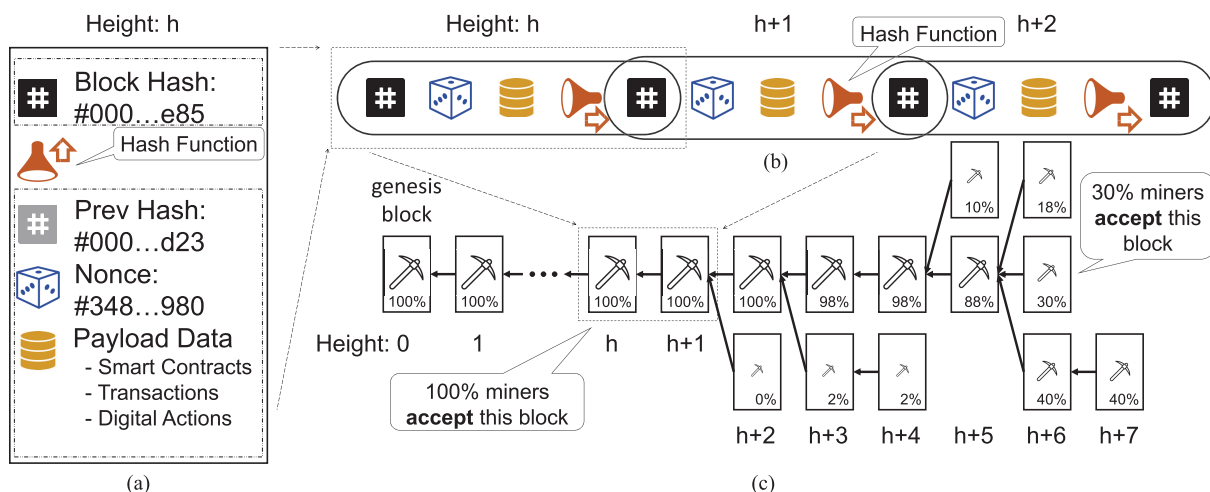 Height: h
Block Hash:
#000...e85
Hash Function
Prev Hash:
#000...d23
Nonce:
#348...980
Payload Data
- Smart Contracts
- Transactions
- Digital Actions
(a)
Height: h
h+1
h+2
Hash Function
(b)
genesis
block
10%
18%
30% miners
accept this
block
100%
100%
100%
100%
100%
98%
98%
88%
30%
Height: 0
1
h
h+1
100% miners
accept this block
0%
2%
2%
40%
40%
h+2
h+3
h+4
h+5
h+6
h+7
(c)